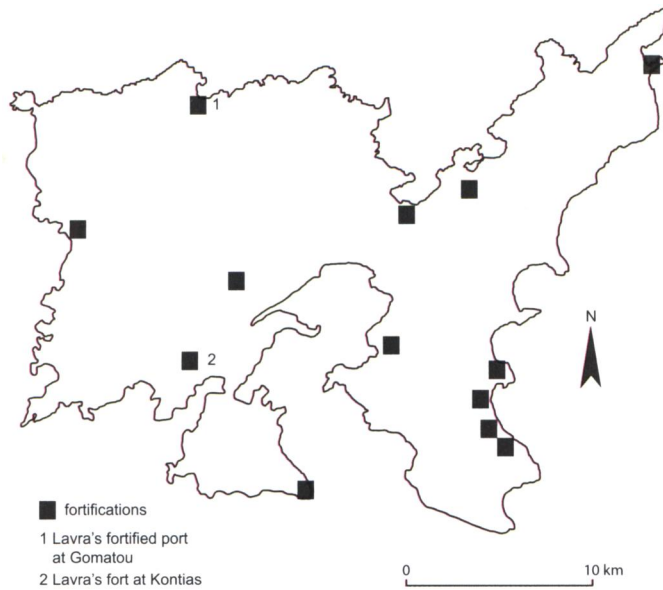 1
N
2
fortifications
1 Lavra's fortified port
at Gomatou
2 Lavra's fort at Kontias
0 10 km